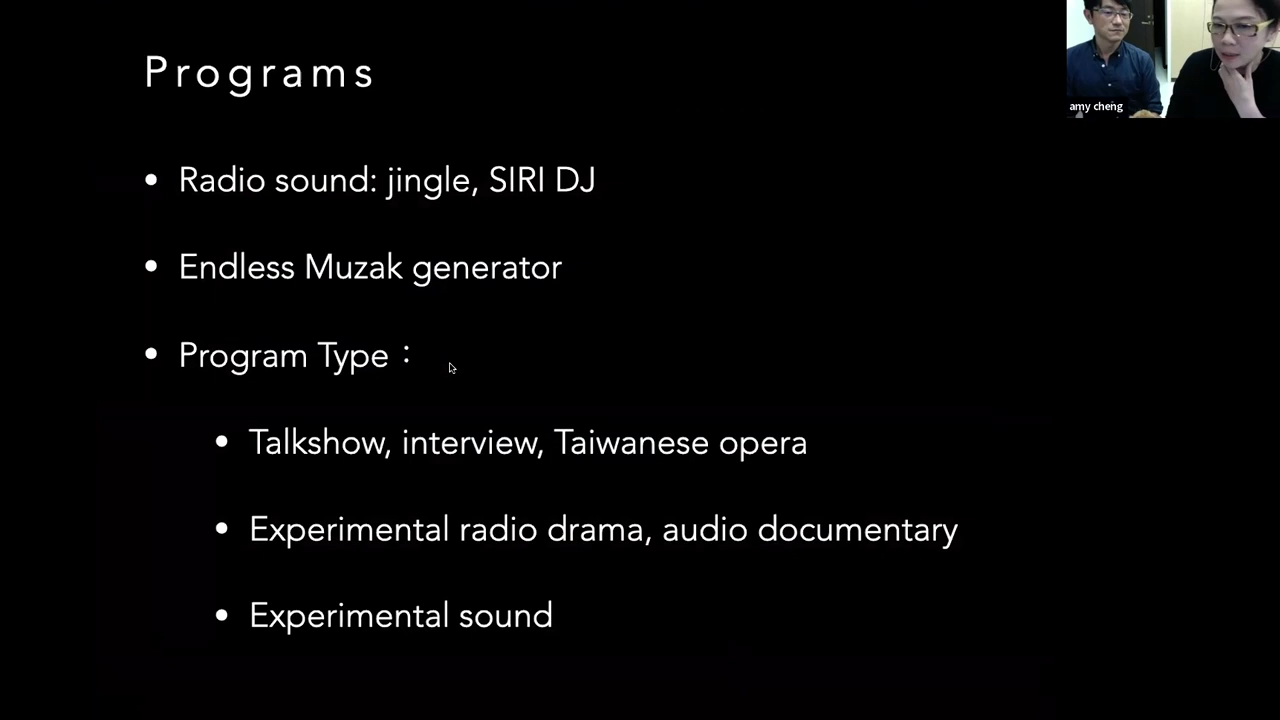 Programs
amy cheng
• Radio sound: jingle, SIRI DJ
• Endless Muzak generator
• Program Type：
• Talkshow, interview, Taiwanese opera
• Experimental radio drama, audio documentary
• Experimental sound